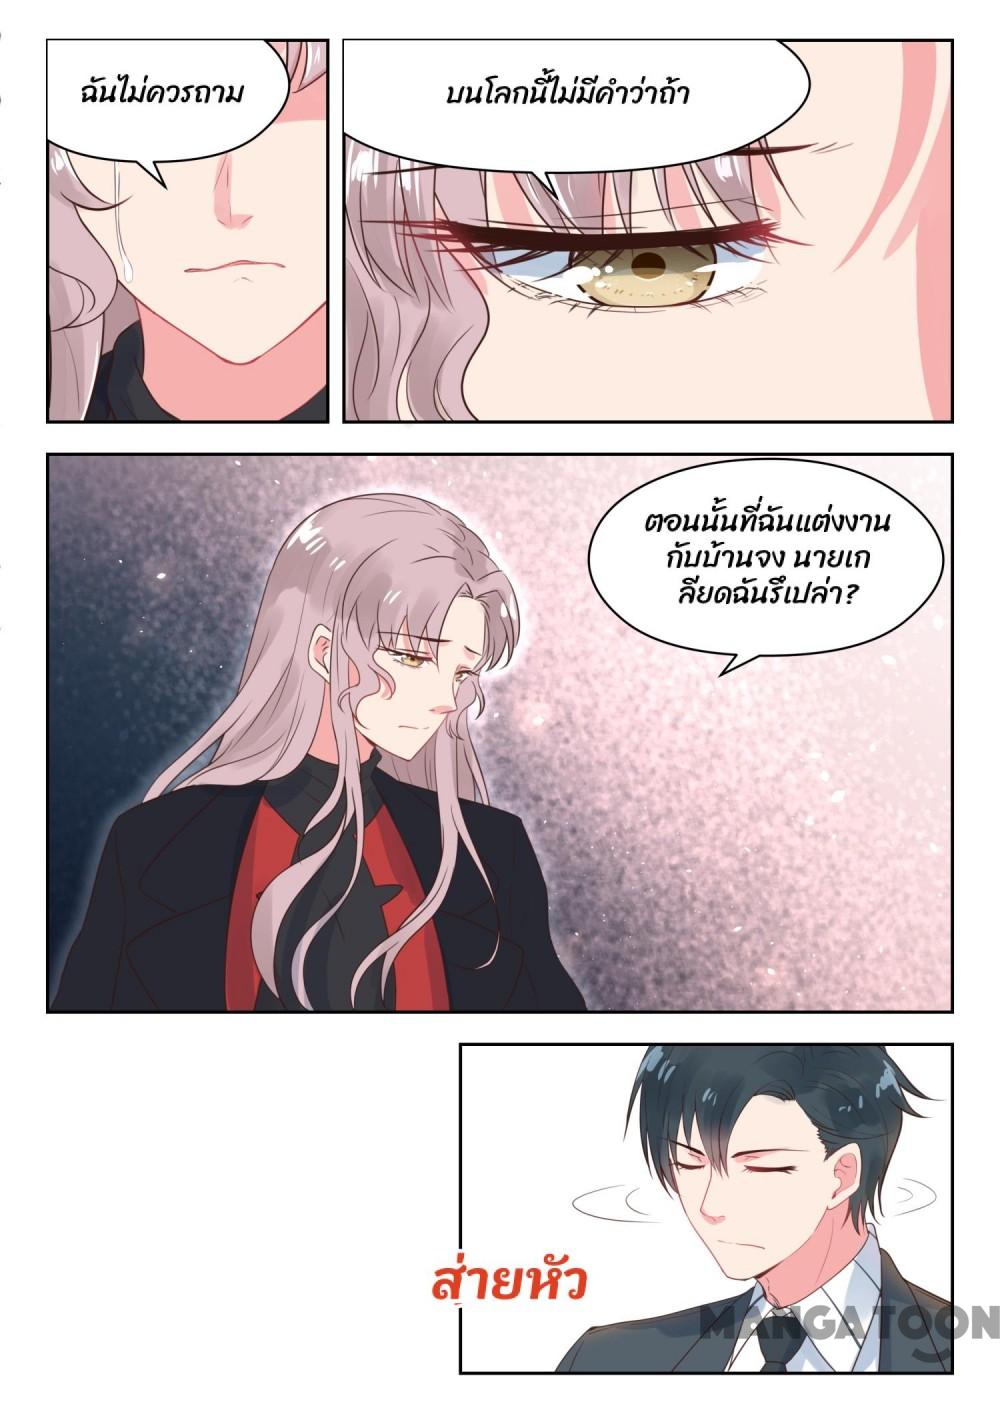 ฉันไม่ควรถาม
บนโลกนี้ไม่มีคำว่าถ้า
ตอนนั้นที่ฉันแต่งงาน
กับบ้านจง นายเก
ลียดฉันรึเปล่า?
ส่ายหัว
MANGATOON